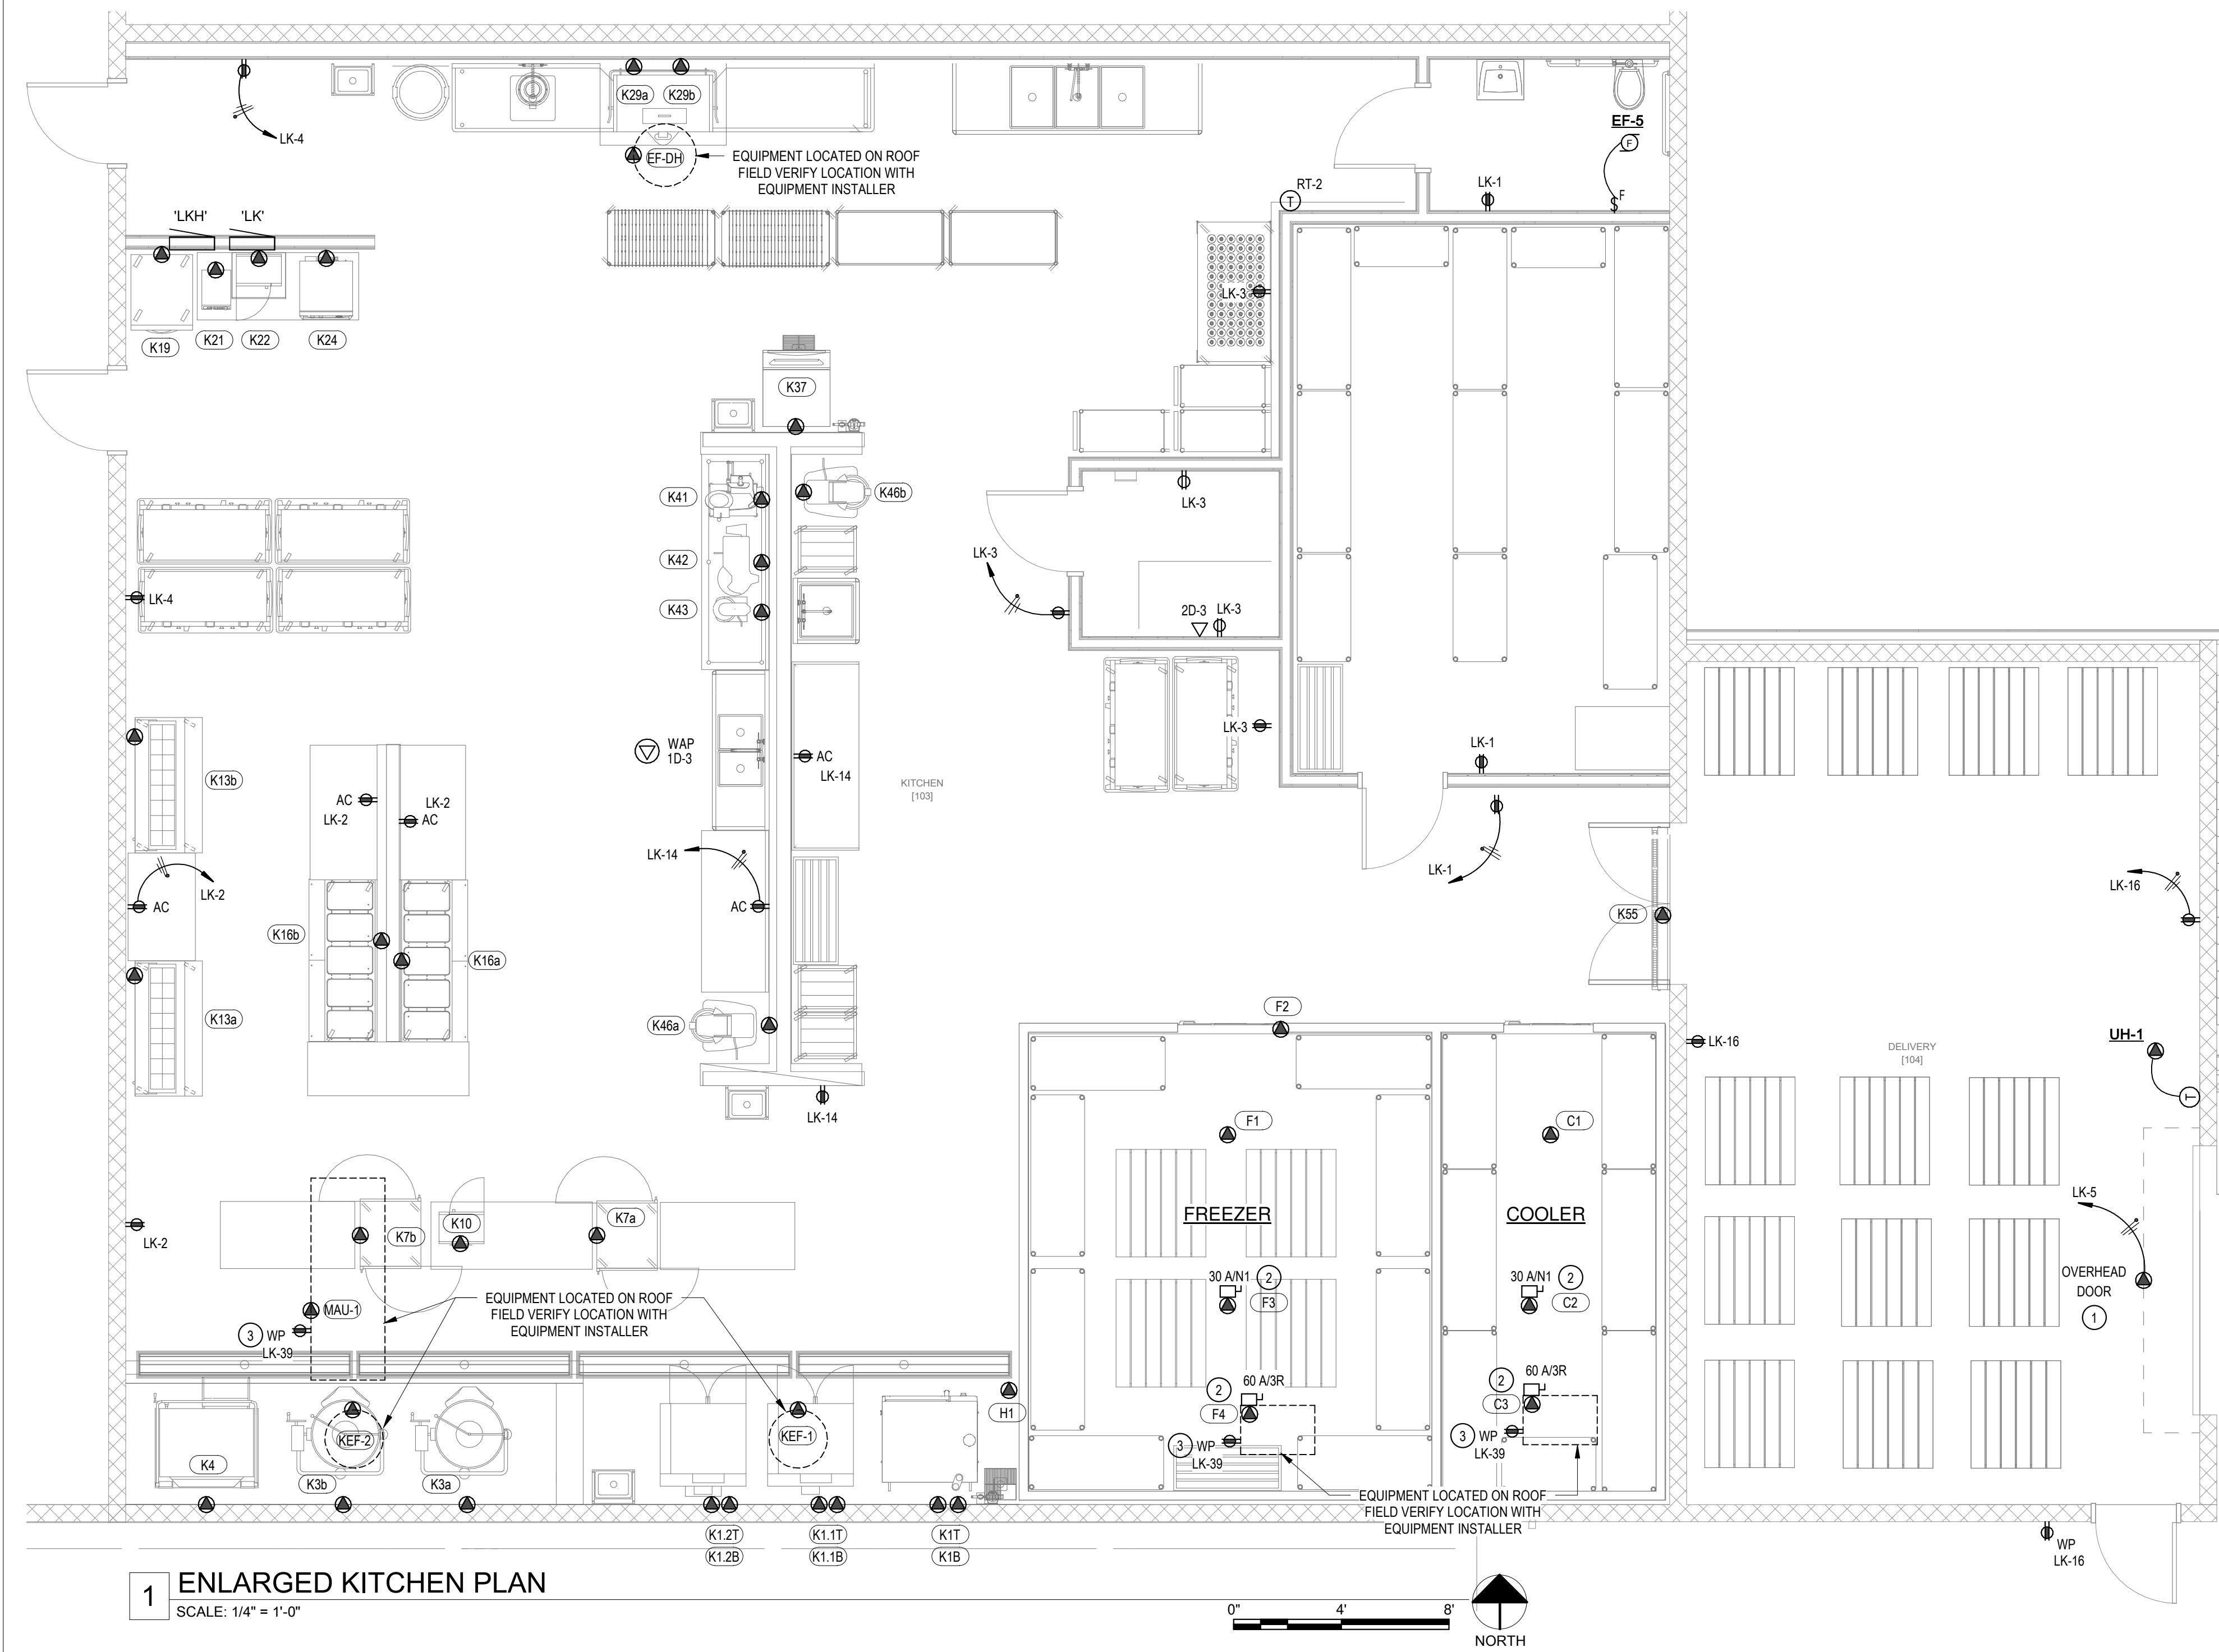 K29a
K29b
LK-4
EF-DH
EQUIPMENT LOCATED ON ROOF
FIELD VERIFY LOCATION WITH
EQUIPMENT INSTALLER
EF-5
F
F
$
RT-2
T
LK-1
'LKH'
'LK'
K19
K21
K22
K24
LK-3
K37
K41
K46b
K42
K43
LK-3
LK-3
2D-3
LK-3
LK-4
WAP
1D-3
K13b
AC
LK-2
LK-2
AC
AC
LK-14
KITCHEN
[103]
LK-3
LK-1
LK-1
LK-14
AC
LK-2
AC
K16b
K16a
K13a
K46a
LK-14
K55
LK-16
F2
LK-16
DELIVERY
[104]
UH-1
T
F1
C1
FREEZER
COOLER
LK-2
K7b
K10
K7a
LK-5
OVERHEAD
DOOR
1
30 A/N1
2
F3
30 A/N1
2
C2
MAU-1
3
WP
LK-39
EQUIPMENT LOCATED ON ROOF
FIELD VERIFY LOCATION WITH
EQUIPMENT INSTALLER
H1
2
60 A/3R
F4
3
WP
LK-39
2
60 A/3R
C3
3
WP
LK-39
K4
KEF-2
K3b
K3a
KEF-1
K1.2T
K1.2B
K1.1T
K1.1B
K1T
K1B
EQUIPMENT LOCATED ON ROOF
FIELD VERIFY LOCATION WITH
EQUIPMENT INSTALLER
WP
LK-16
1
ENLARGED KITCHEN PLAN
SCALE: 1/4" = 1'-0"
0"
4'
8'
NORTH